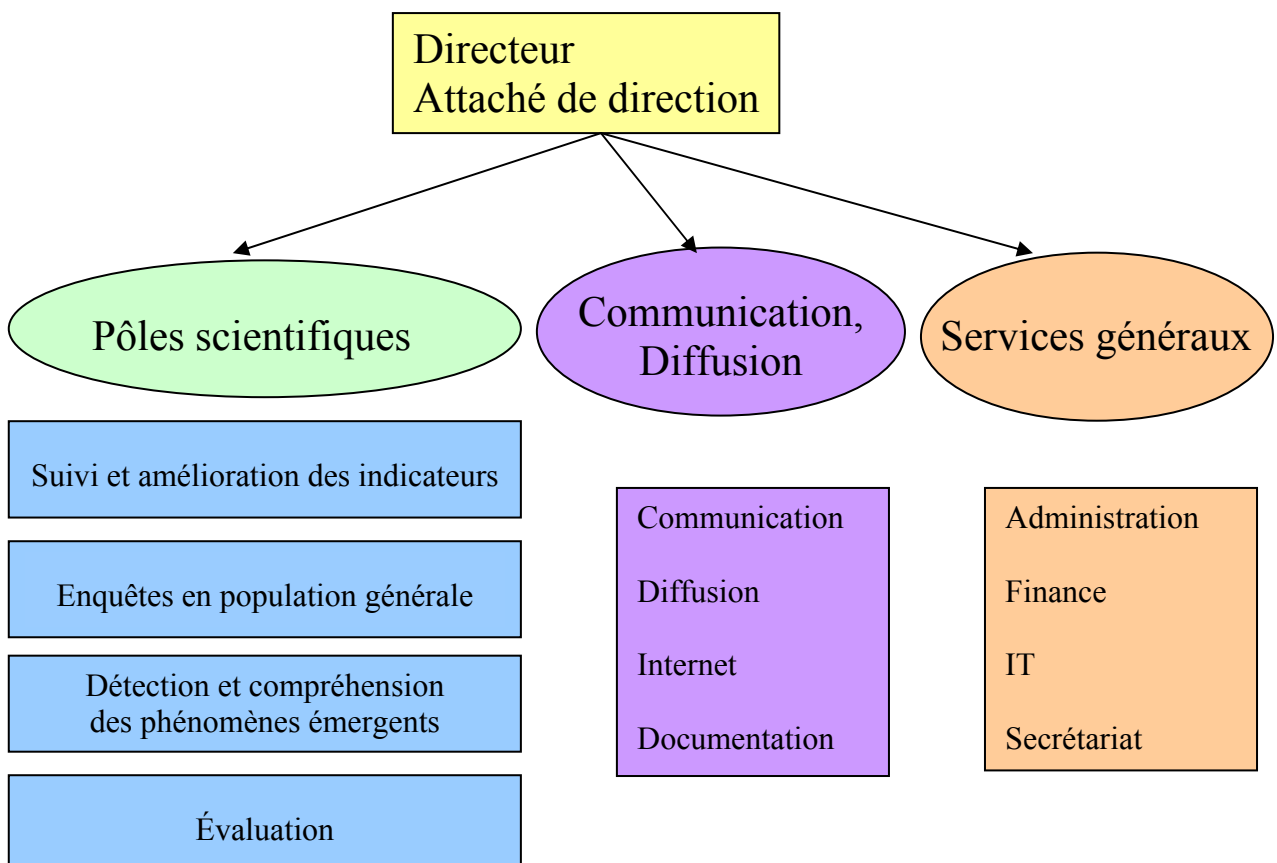 Directeur
Attaché de direction
Pôles scientifiques
Communication,
Diffusion
Services généraux
Suivi et amélioration des indicateurs
Enquêtes en population générale
Détection et compréhension
des phénomènes émergents
Évaluation
Communication
Diffusion
Internet
Documentation
Administration
Finance
IT
Secrétariat